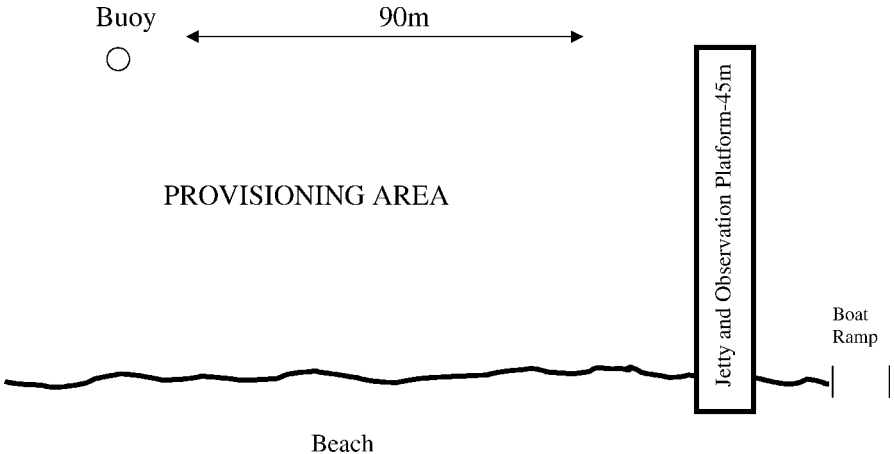 Buoy
90m
PROVISIONING AREA
Jetty and Observation Platform-45m
Boat
Ramp
Beach